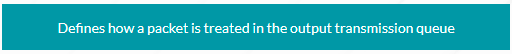 Defines how a packet is treated in the output transmission queue